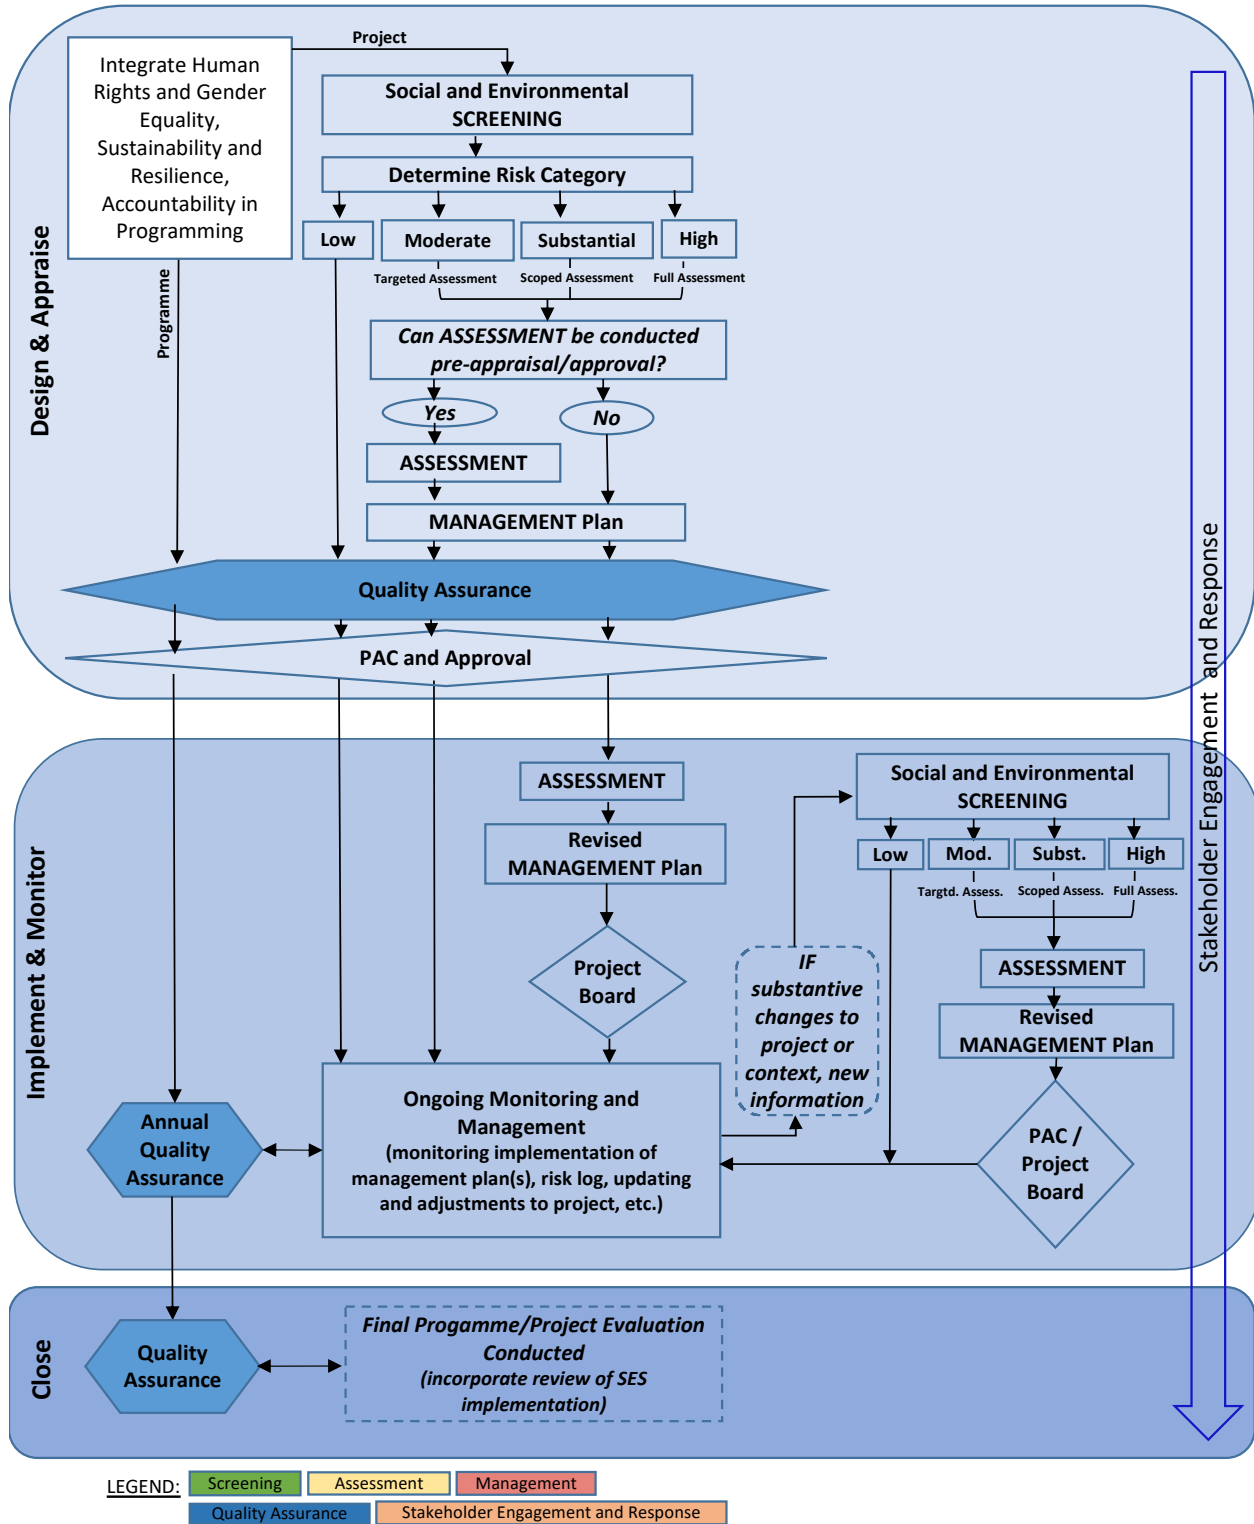 Project
Integrate Human
Rights and Gender
Equality,
Sustainability and
Resilience,
Accountability in
Programming
Social and Environmental
SCREENING
Determine Risk Category
Low
Moderate
Substantial
High
Targeted Assessment
Scoped Assessment
Full Assessment
Programme
Design & Appraise
Can ASSESSMENT be conducted
pre-appraisal/approval?
Yes
No
ASSESSMENT
MANAGEMENT Plan
Quality Assurance
PAC and Approval
Stakeholder Engagement and Response
Implement & Monitor
ASSESSMENT
Revised
MANAGEMENT Plan
Project
Board
Social and Environmental
SCREENING
Low
Mod.
Subst.
High
Targtd. Assess.
Scoped Assess.
Full Assess.
ASSESSMENT
Revised
MANAGEMENT Plan
IF
substantive
changes to
project or
context, new
information
PAC /
Project
Board
Annual
Quality
Assurance
Ongoing Monitoring and
Management
(monitoring implementation of
management plan(s), risk log, updating
and adjustments to project, etc.)
Close
Quality
Assurance
Final Progamme/Project Evaluation
Conducted
(incorporate review of SES
implementation)
LEGEND:
Screening
Assessment
Management
Quality Assurance
Stakeholder Engagement and Response